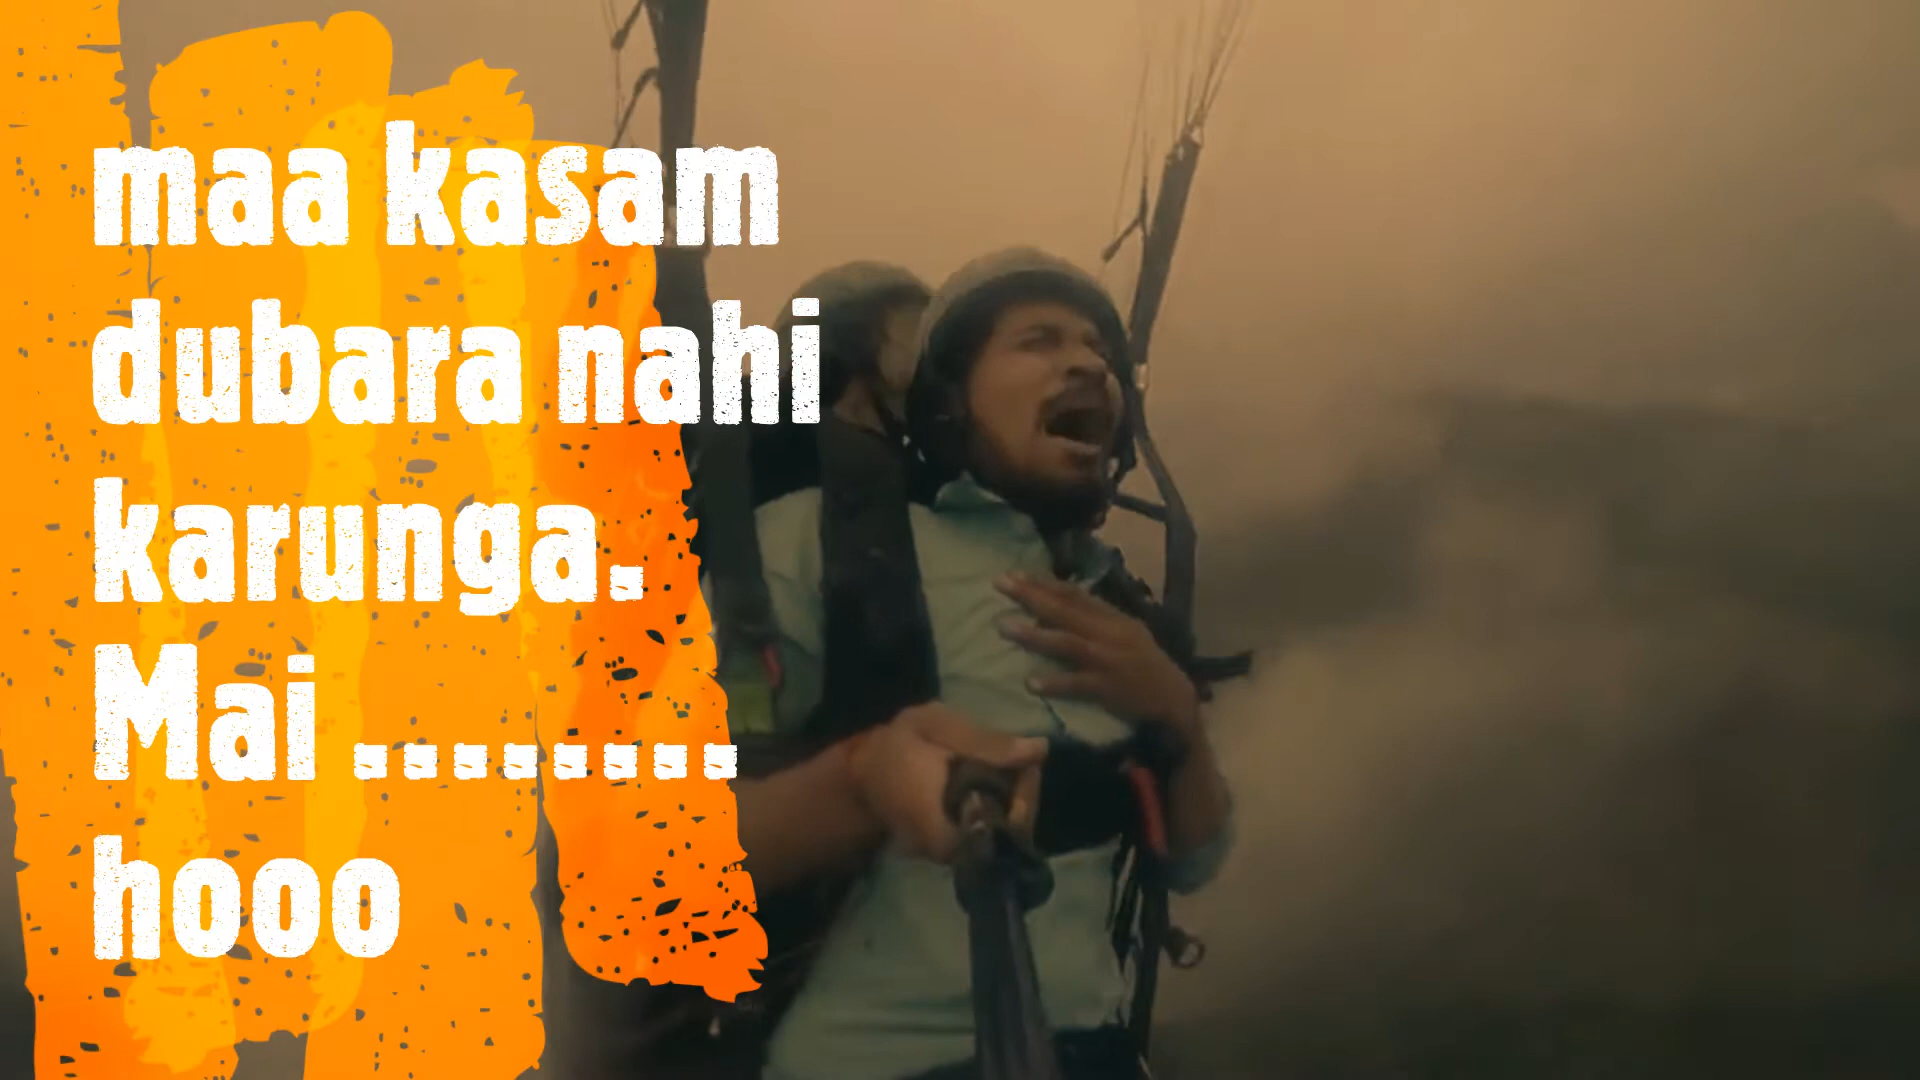 maa kasam
dubara nahi
karunga.
Mai ........
hooo